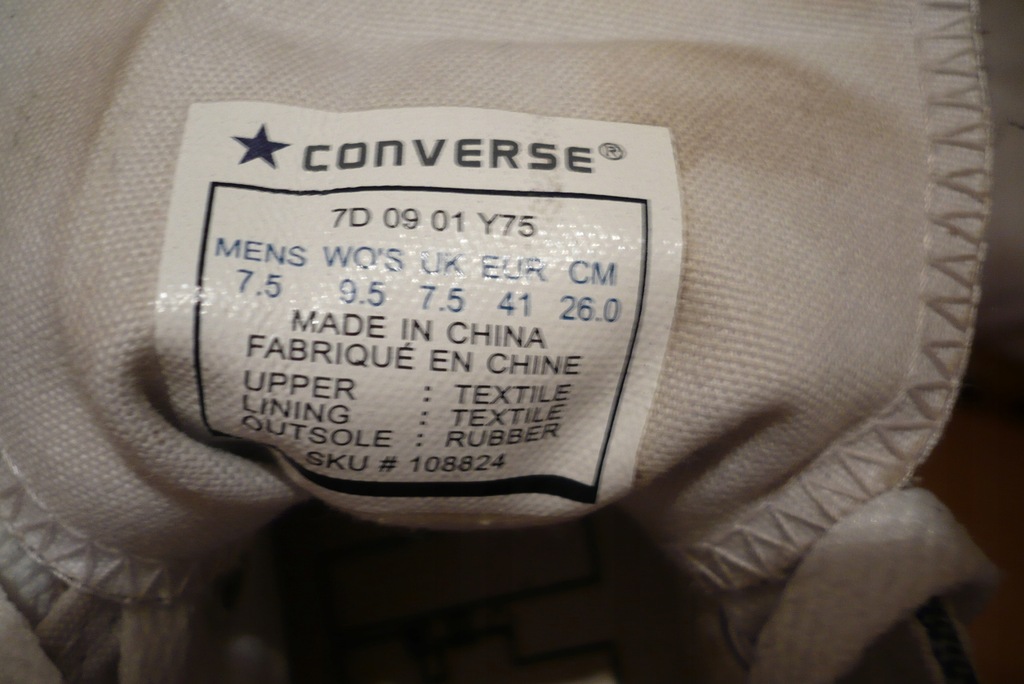 CONVERSE®
7D 09 01 Y75
MENS WO'S UK EUR CM
7.5 9.5 7.5 41 26.0
MADE IN CHINA
FABRIQUÉ EN CHINE
UPPER : TEXTILE
LINING : TEXTILE
OUTSOLE : RUBBER
SKU # 108824